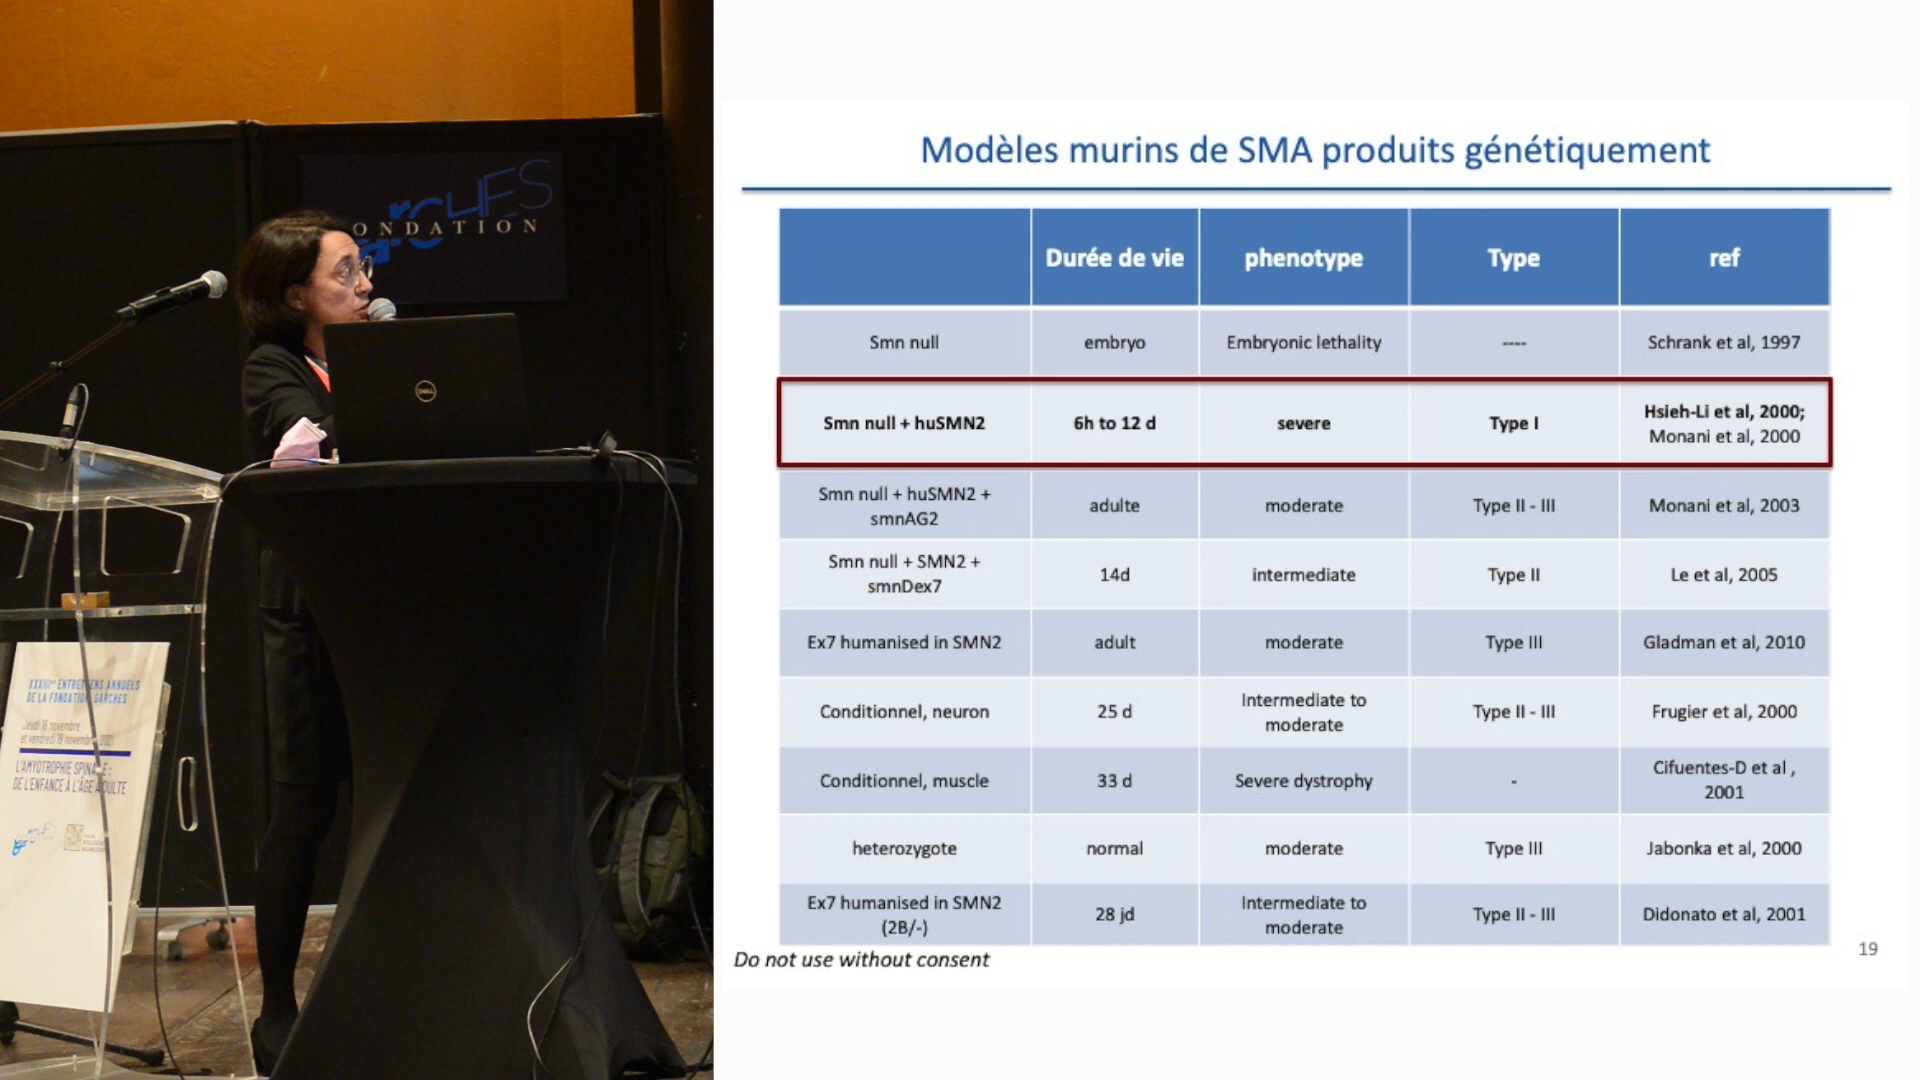 GARCHES
FONDATION
DELL
XXXIIIèmes ENTRETIENS ANNUELS
DE LA FONDATION GARCHES
Jeudi 18 novembre
et vendredi 19 novembre 2021
L'AMYOTROPHIE SPINALE :
DE L'ENFANCE À L'ÂGE ADULTE
Modèles murins de SMA produits génétiquement
Durée de vie phenotype Type ref
Smn null embryo Embryonic lethality ---- Schrank et al, 1997
Smn null + huSMN2 6h to 12 d severe Type I Hsieh-Li et al, 2000;
Monani et al, 2000
Smn null + huSMN2 +
smnAG2 adulte moderate Type II - III Monani et al, 2003
Smn null + SMN2 +
smnDex7 14d intermediate Type II Le et al, 2005
Ex7 humanised in SMN2 adult moderate Type III Gladman et al, 2010
Conditionnel, neuron 25 d Intermediate to
moderate Type II - III Frugier et al, 2000
Conditionnel, muscle 33 d Severe dystrophy - Cifuentes-D et al ,
2001
heterozygote normal moderate Type III Jabonka et al, 2000
Ex7 humanised in SMN2
(2B/-) 28 jd Intermediate to
moderate Type II - III Didonato et al, 2001
Do not use without consent
19